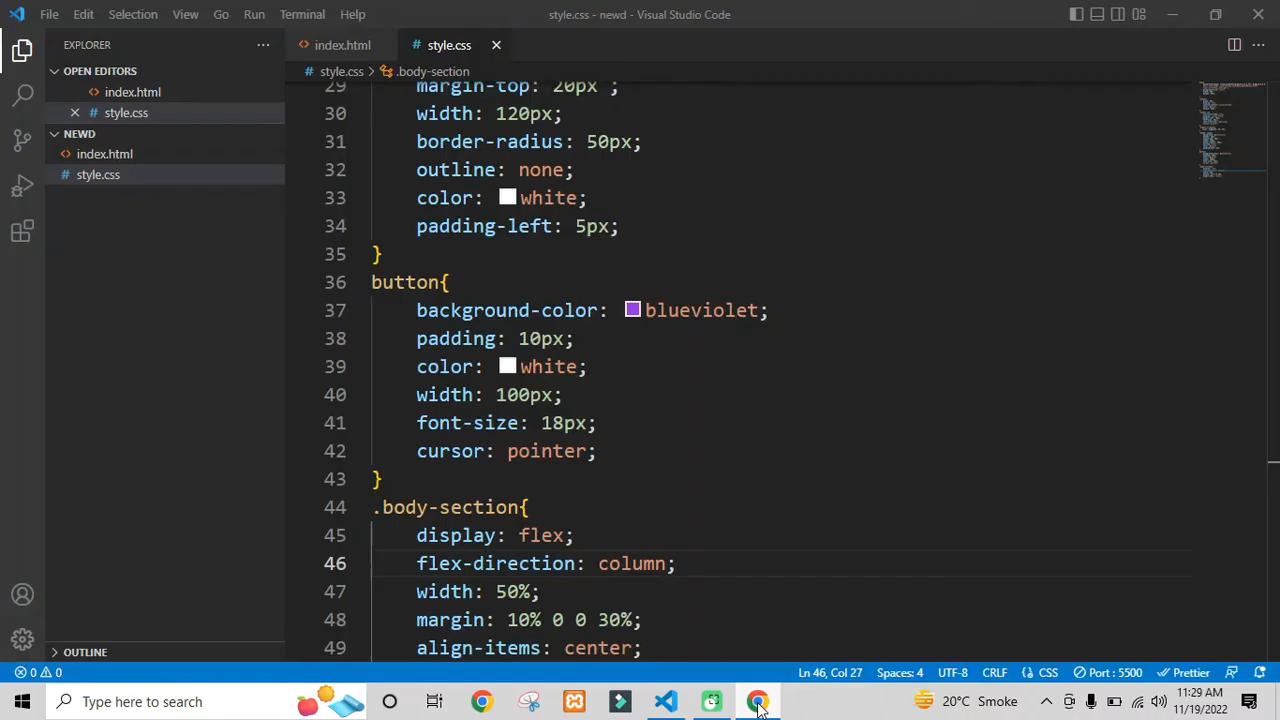 File Edit Selection View Go Run Terminal Help
style.css - newd - Visual Studio Code
EXPLORER
OPEN EDITORS
index.html
style.css
NEWD
index.html
style.css
OUTLINE
index.html
style.css
style.css > .body-section
29 margin-top: 20px ;
30 width: 120px;
31 border-radius: 50px;
32 outline: none;
33 color: white;
34 padding-left: 5px;
35 }
36 button{
37 background-color: blueviolet;
38 padding: 10px;
39 color: white;
40 width: 100px;
41 font-size: 18px;
42 cursor: pointer;
43 }
44 .body-section{
45 display: flex;
46 flex-direction: column;
47 width: 50%;
48 margin: 10% 0 0 30%;
49 align-items: center;
0 0 Ln 46, Col 27 Spaces: 4 UTF-8 CRLF CSS Port : 5500 Prettier
Type here to search
20°C Smoke
11:29 AM
11/19/2022